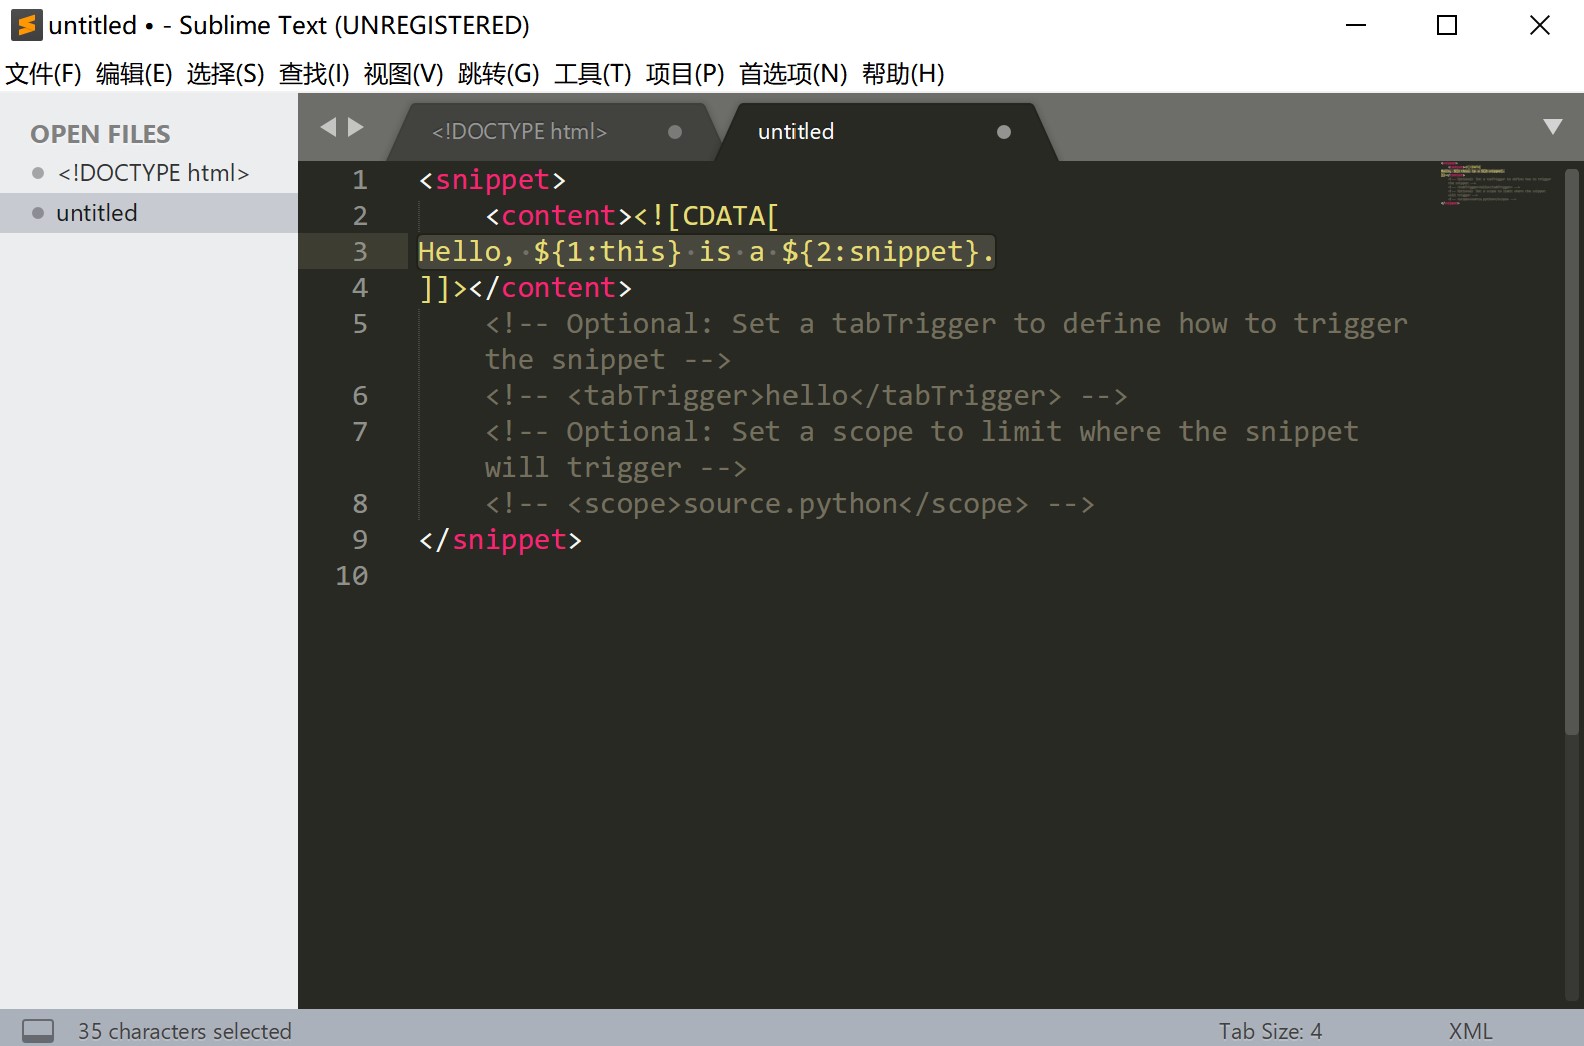 untitled • - Sublime Text (UNREGISTERED)
文件(F) 编辑(E) 选择(S) 查找(I) 视图(V) 跳转(G) 工具(T) 项目(P) 首选项(N) 帮助(H)
OPEN FILES
<!DOCTYPE html>
untitled
<!DOCTYPE html> untitled
1 <snippet>
2     <content><![CDATA[
3 Hello, ${1:this} is a ${2:snippet}.
4 ]]></content>
5     <!-- Optional: Set a tabTrigger to define how to trigger
the snippet -->
6     <!-- <tabTrigger>hello</tabTrigger> -->
7     <!-- Optional: Set a scope to limit where the snippet
will trigger -->
8     <!-- <scope>source.python</scope> -->
9 </snippet>
10
35 characters selected Tab Size: 4 XML